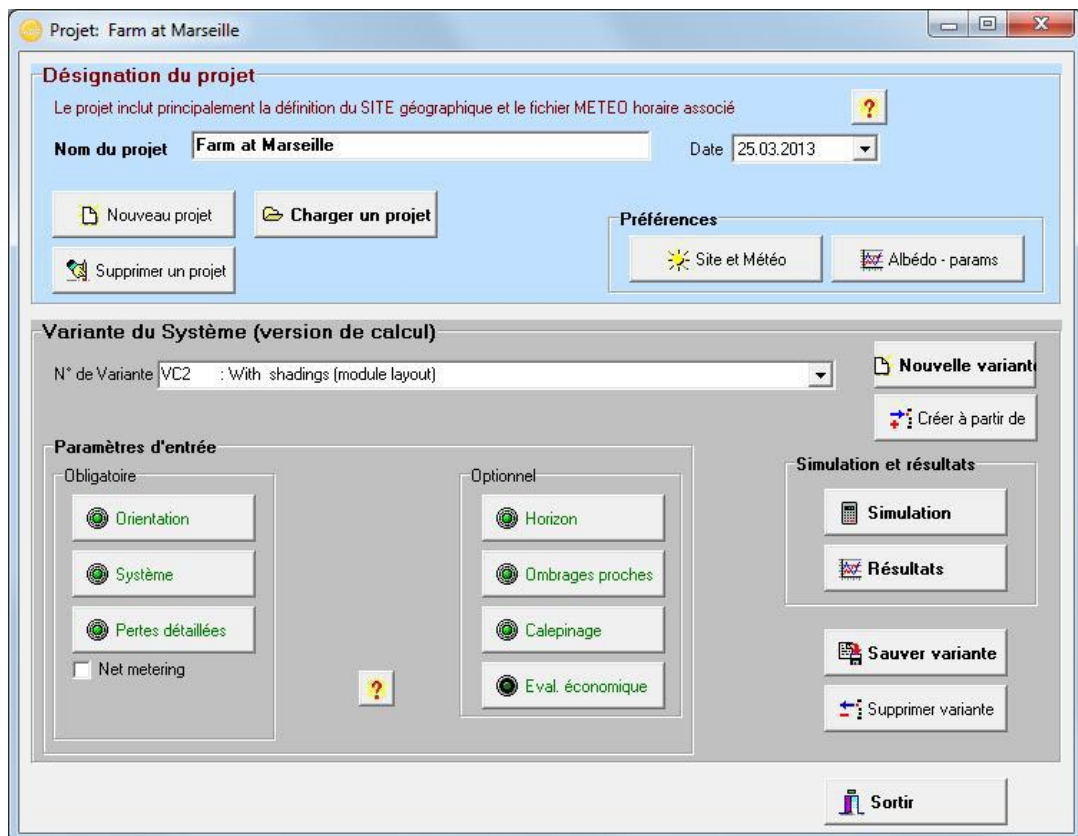 Projet: Farm at Marseille
Désignation du projet
Le projet inclut principalement la définition du SITE géographique et le fichier METEO horaire associé
?
Nom du projet Farm at Marseille Date 25.03.2013
Nouveau projet Charger un projet
Préférences
Supprimer un projet Site et Météo Albédo - params
Variante du Système (version de calcul)
N° de Variante VC2 : With shadings (module layout)
Nouvelle variant
Créer à partir de
Paramètres d'entrée
Obligatoire Optionnel
Simulation et résultats
Orientation Horizon Simulation
Système Ombrages proches Résultats
Pertes détaillées Calepinage
Net metering
?
Sauver variante
Eval. économique
Supprimer variante
Sortir